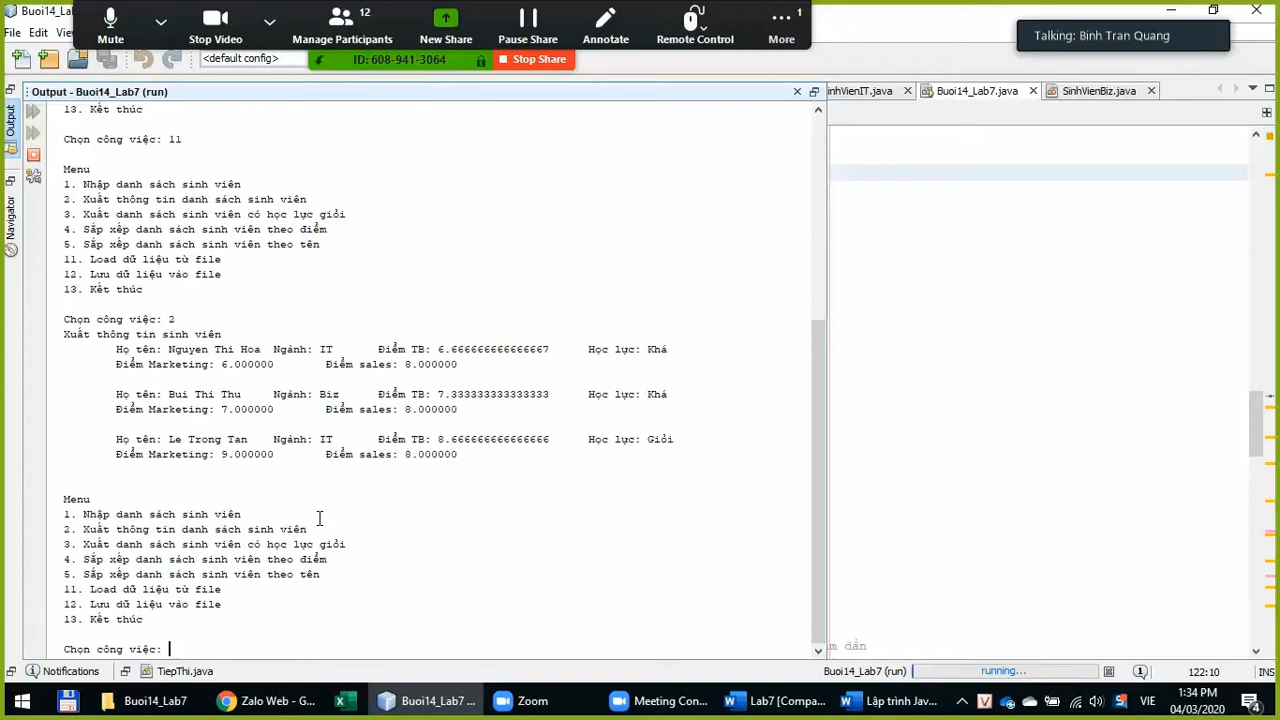 Buoi14_La
Mute
Stop Video
12
Manage Participants
New Share
Pause Share
Annotate
Remote Control
1
More
Talking: Binh Tran Quang
File Edit View
ID: 608-941-3064
Stop Share
<default config>
Output - Buoi14_Lab7 (run)
inhVienIT.java
Buoi14_Lab7.java
SinhVienBiz.java
Output
Navigator
13. Kết thúc
Chọn công việc: 11
Menu
1. Nhập danh sách sinh viên
2. Xuất thông tin danh sách sinh viên
3. Xuất danh sách sinh viên có học lực giỏi
4. Sắp xếp danh sách sinh viên theo điểm
5. Sắp xếp danh sách sinh viên theo tên
11. Load dữ liệu từ file
12. Lưu dữ liệu vào file
13. Kết thúc
Chọn công việc: 2
Xuất thông tin sinh viên
Họ tên: Nguyen Thi Hoa Ngành: IT Điểm TB: 6.666666666666667 Học lực: Khá
Điểm Marketing: 6.000000 Điểm sales: 8.000000
Họ tên: Bui Thi Thu Ngành: Biz Điểm TB: 7.333333333333333 Học lực: Khá
Điểm Marketing: 7.000000 Điểm sales: 8.000000
Họ tên: Le Trong Tan Ngành: IT Điểm TB: 8.666666666666666 Học lực: Giỏi
Điểm Marketing: 9.000000 Điểm sales: 8.000000
Menu
1. Nhập danh sách sinh viên
2. Xuất thông tin danh sách sinh viên
3. Xuất danh sách sinh viên có học lực giỏi
4. Sắp xếp danh sách sinh viên theo điểm
5. Sắp xếp danh sách sinh viên theo tên
11. Load dữ liệu từ file
12. Lưu dữ liệu vào file
13. Kết thúc
Chọn công việc:
m dần
Notifications
TiepThi.java
Buoi14_Lab7 (run)
running...
1
122:10
INS
Buoi14_Lab7
Zalo Web - G...
Buoi14_Lab7 ...
Zoom
Meeting Con...
Lab7 [Compa...
Lập trình Jav...
VIE
1:34 PM
04/03/2020
4